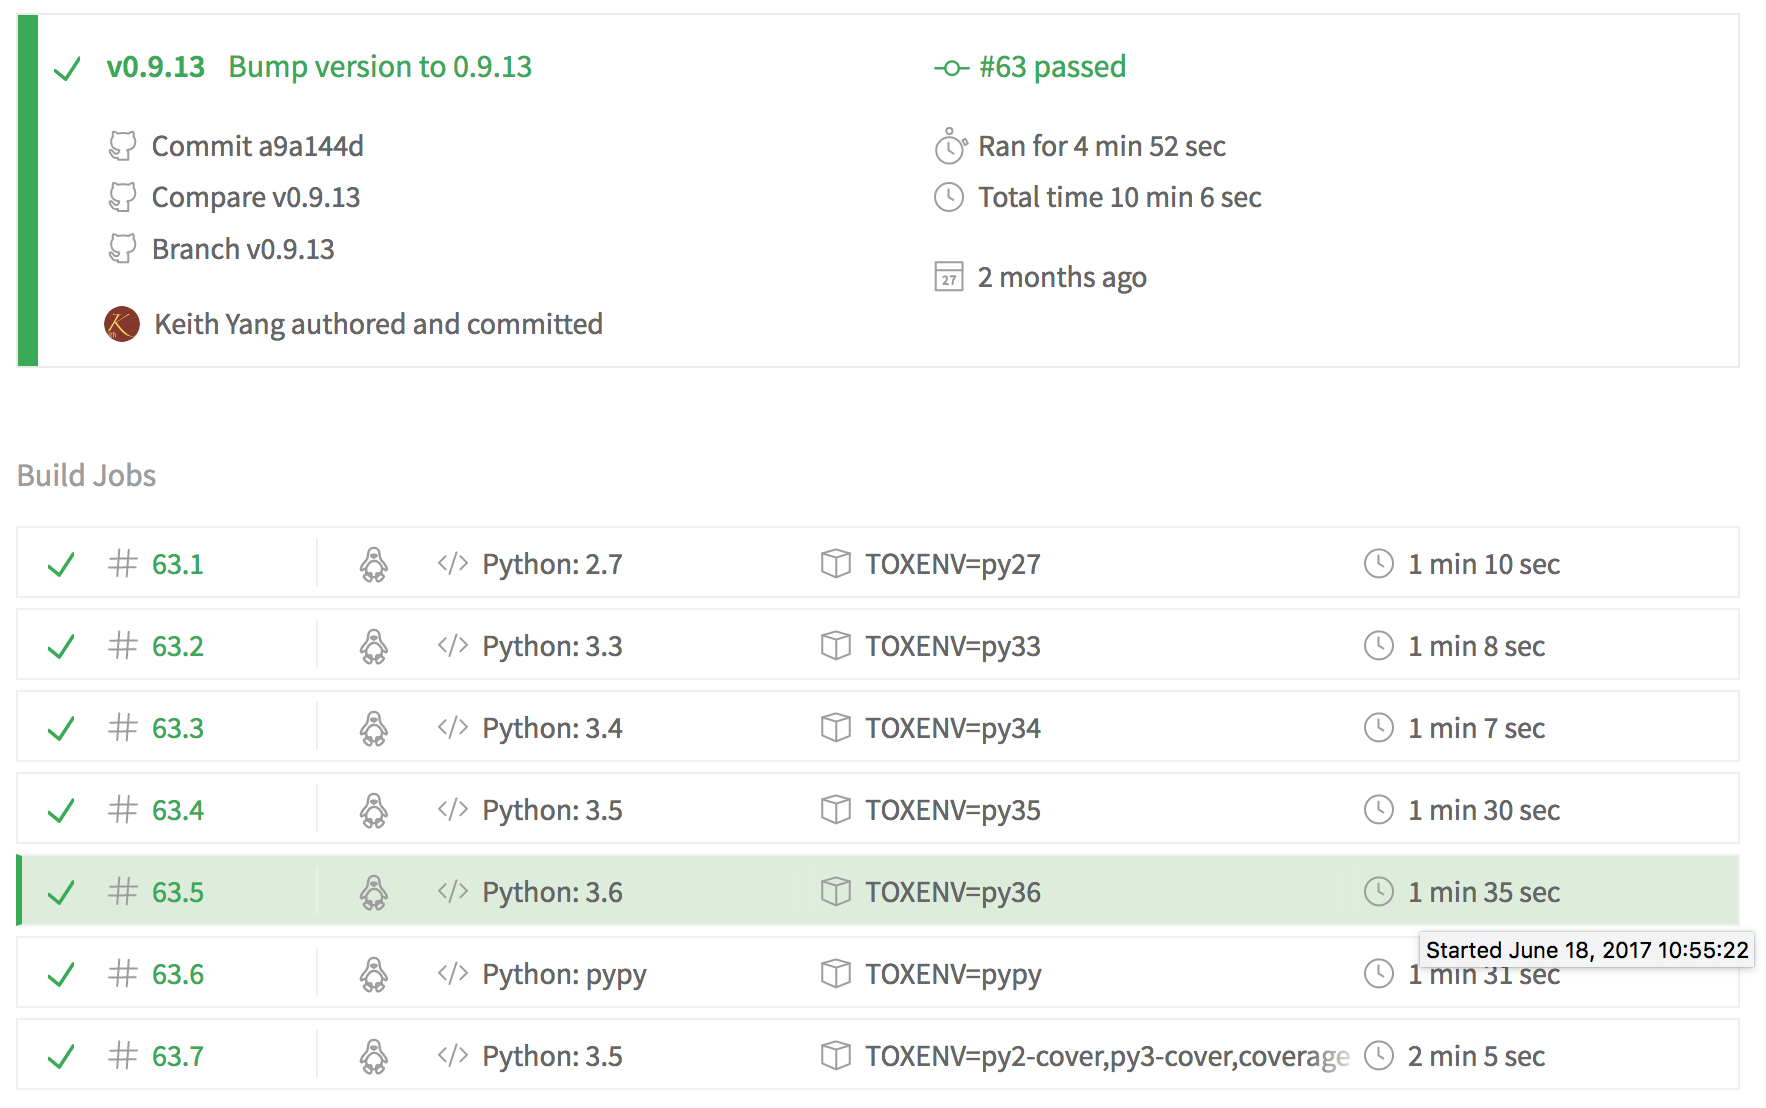 v0.9.13 Bump version to 0.9.13
#63 passed
Commit a9a144d
Ran for 4 min 52 sec
Compare v0.9.13
Total time 10 min 6 sec
Branch v0.9.13
27 2 months ago
Keith Yang authored and committed
Build Jobs
# 63.1 </> Python: 2.7 TOXENV=py27 1 min 10 sec
# 63.2 </> Python: 3.3 TOXENV=py33 1 min 8 sec
# 63.3 </> Python: 3.4 TOXENV=py34 1 min 7 sec
# 63.4 </> Python: 3.5 TOXENV=py35 1 min 30 sec
# 63.5 </> Python: 3.6 TOXENV=py36 1 min 35 sec
Started June 18, 2017 10:55:22
# 63.6 </> Python: pypy TOXENV=pypy 1 min 31 sec
# 63.7 </> Python: 3.5 TOXENV=py2-cover,py3-cover,coverage 2 min 5 sec